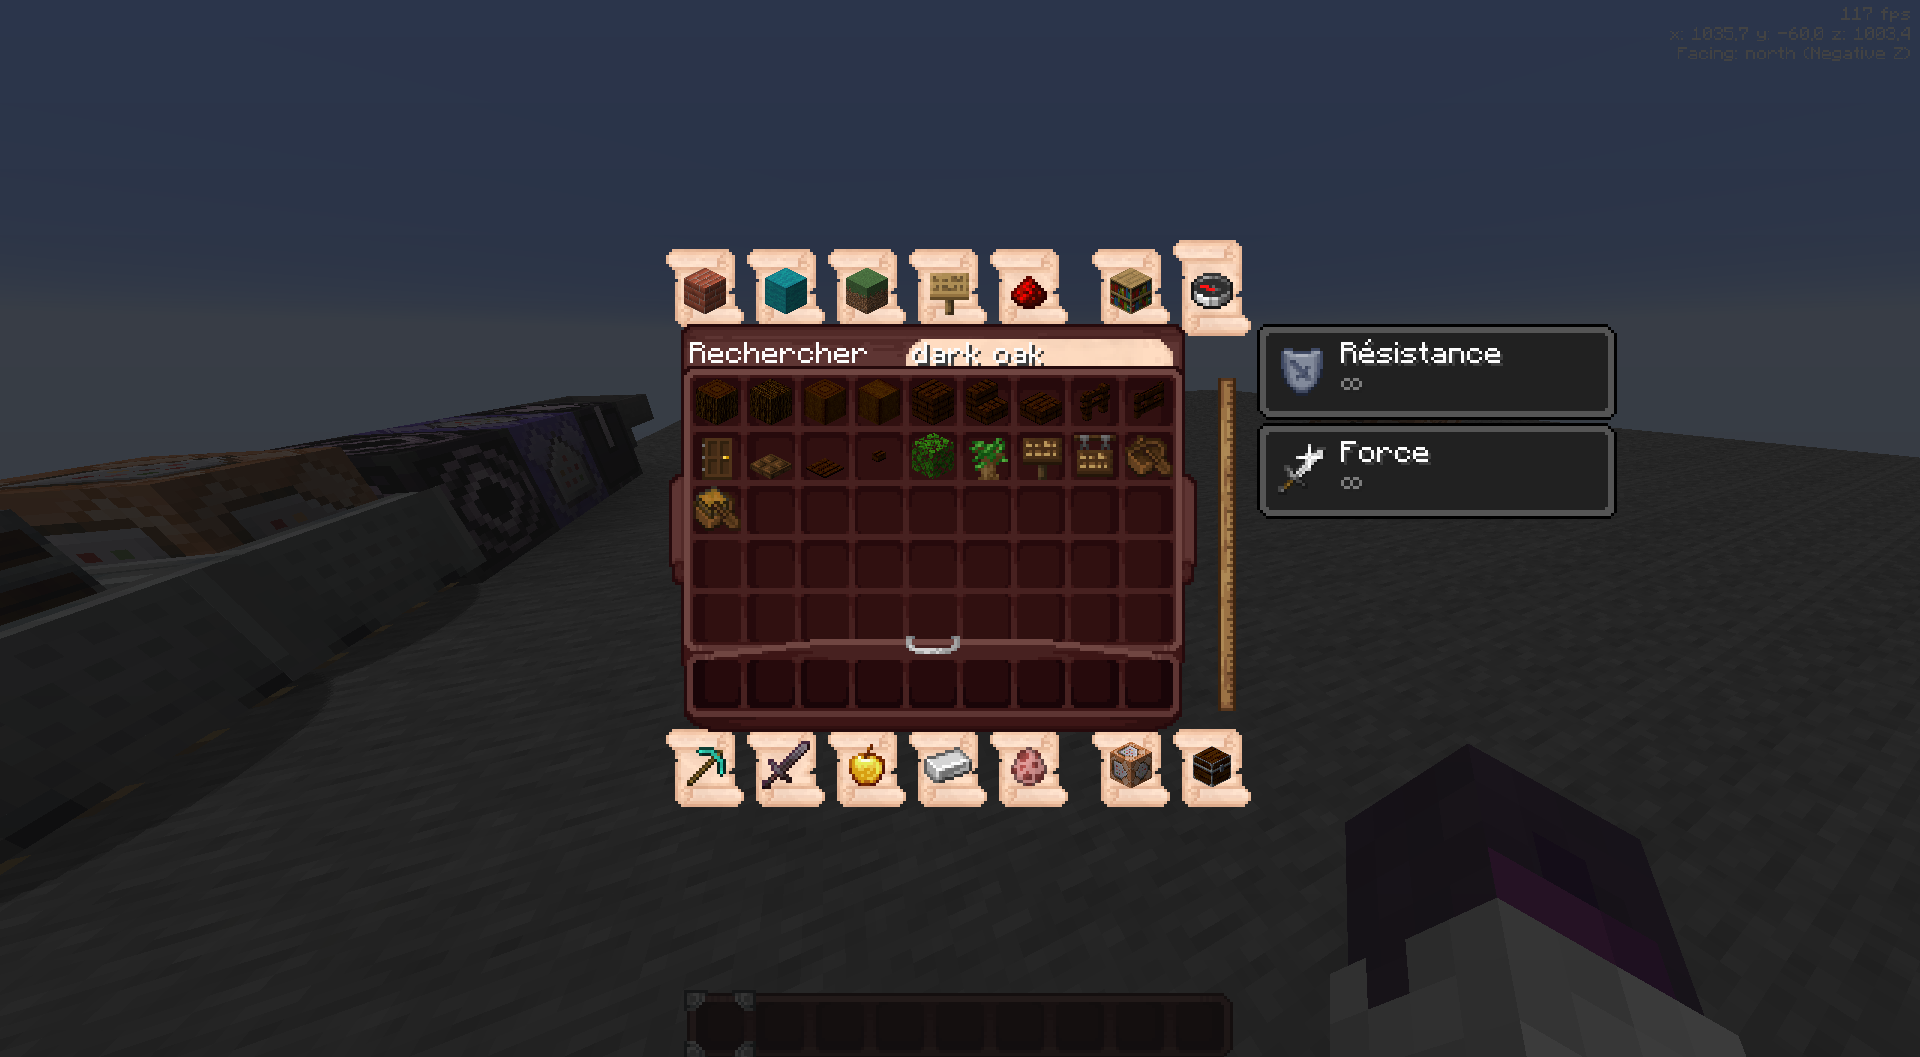 117 fps
x: 1035.7 y: -60.0 z: 1003.4
Facing: north (Negative Z)
Rechercher dark oak
Résistance
∞
Force
∞